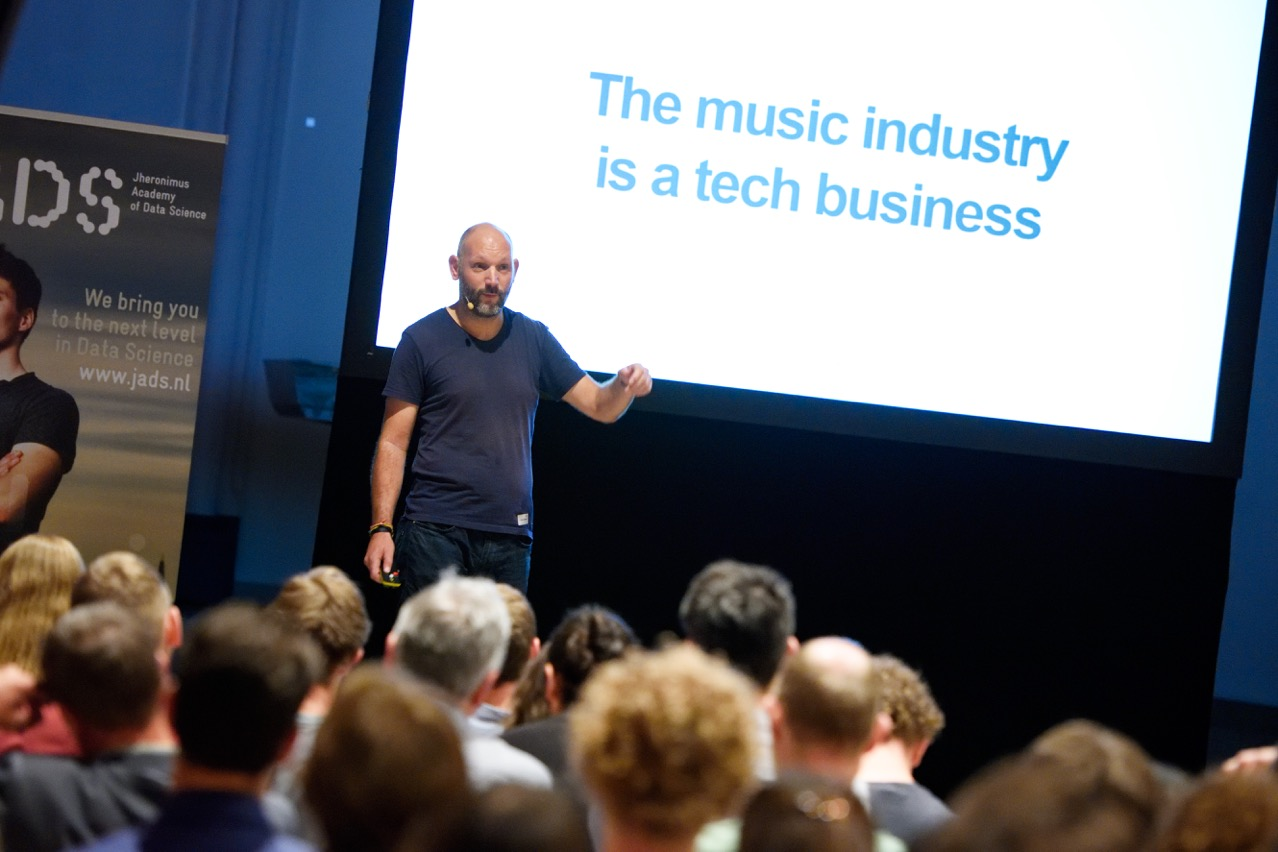 The music industry
is a tech business
JADS
Jheronimus
Academy
of Data Science
We bring you
to the next level
in Data Science
www.jads.nl